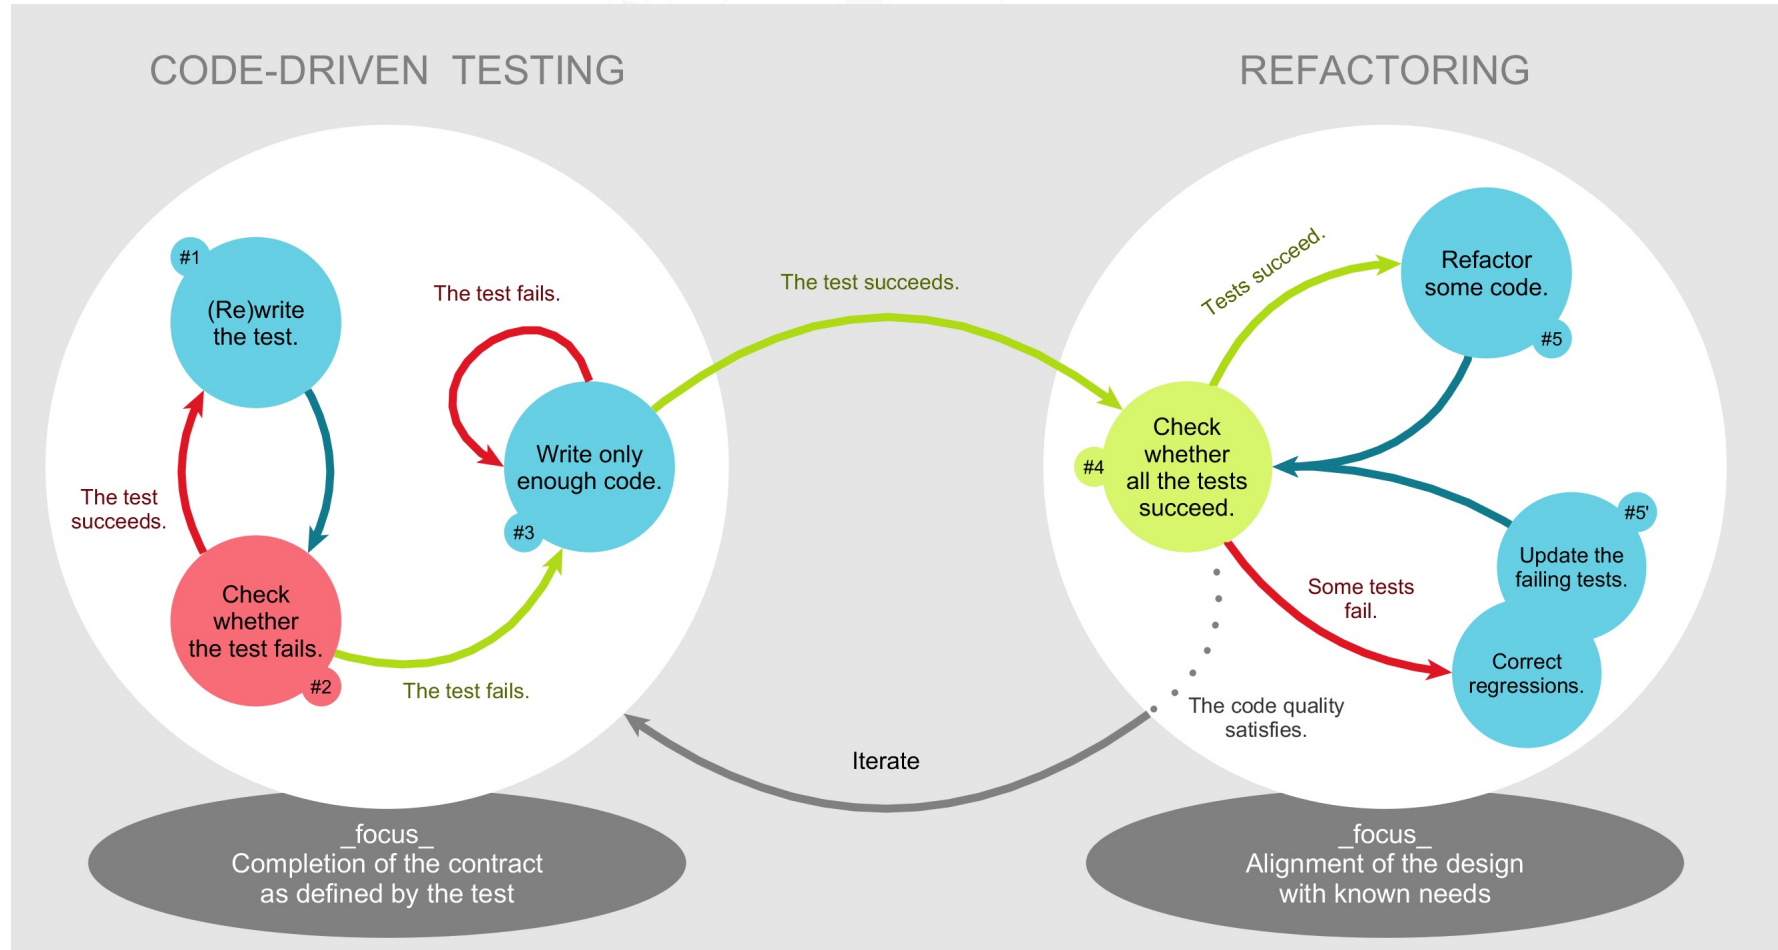 CODE-DRIVEN TESTING
REFACTORING
#1
(Re)write
the test.
The test
succeeds.
Check
whether
the test fails.
#2
The test fails.
The test fails.
Write only
enough code.
#3
The test succeeds.
Check
whether
all the tests
succeed.
#4
Tests succeed.
Refactor
some code.
#5
Some tests
fail.
#5'
Update the
failing tests.
Correct
regressions.
The code quality
satisfies.
Iterate
_focus_
Completion of the contract
as defined by the test
_focus_
Alignment of the design
with known needs